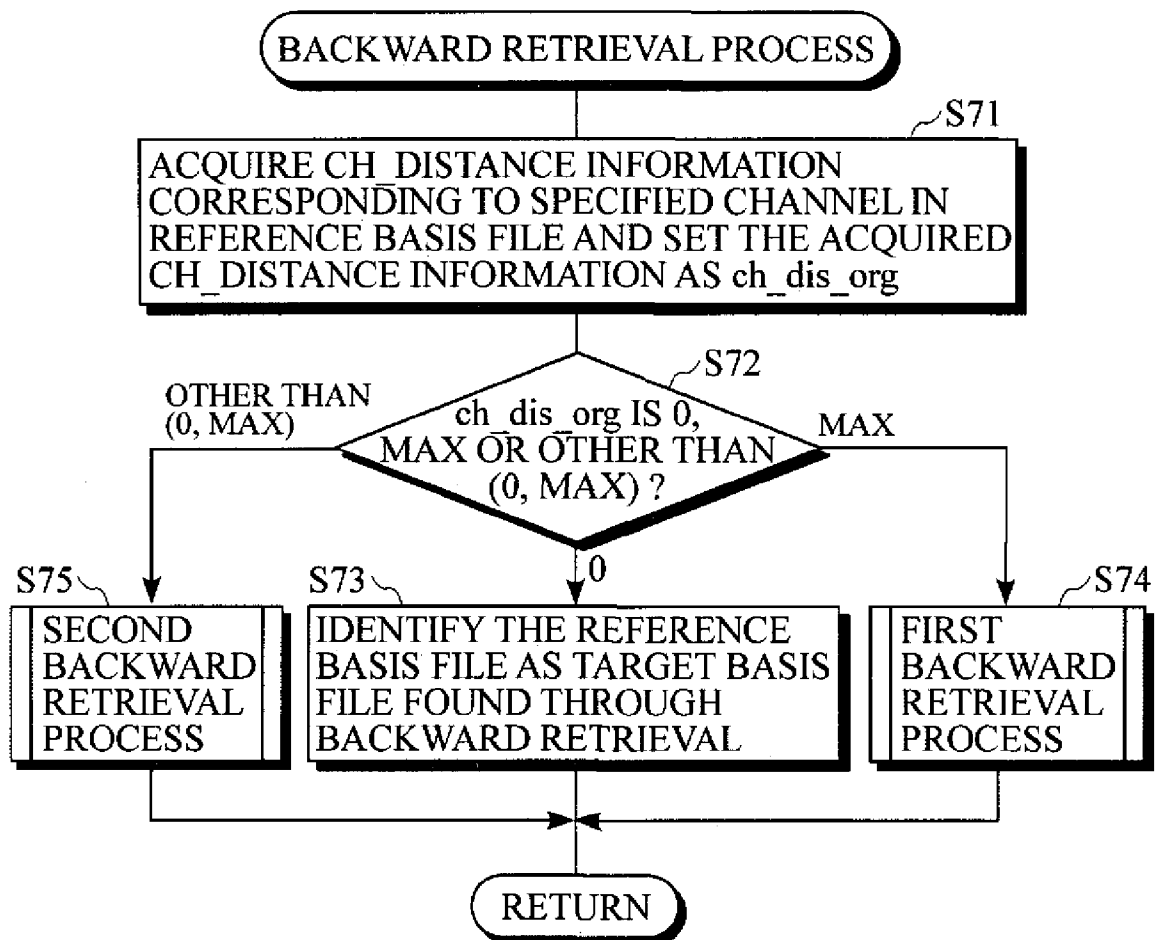 BACKWARD RETRIEVAL PROCESS
S71
ACQUIRE CH_DISTANCE INFORMATION
CORRESPONDING TO SPECIFIED CHANNEL IN
REFERENCE BASIS FILE AND SET THE ACQUIRED
CH_DISTANCE INFORMATION AS ch_dis_org
S72
OTHER THAN
(0, MAX)
ch_dis_org IS 0,
MAX OR OTHER THAN
(0, MAX) ?
MAX
0
S75
SECOND
BACKWARD
RETRIEVAL
PROCESS
S73
IDENTIFY THE REFERENCE
BASIS FILE AS TARGET BASIS
FILE FOUND THROUGH
BACKWARD RETRIEVAL
S74
FIRST
BACKWARD
RETRIEVAL
PROCESS
RETURN